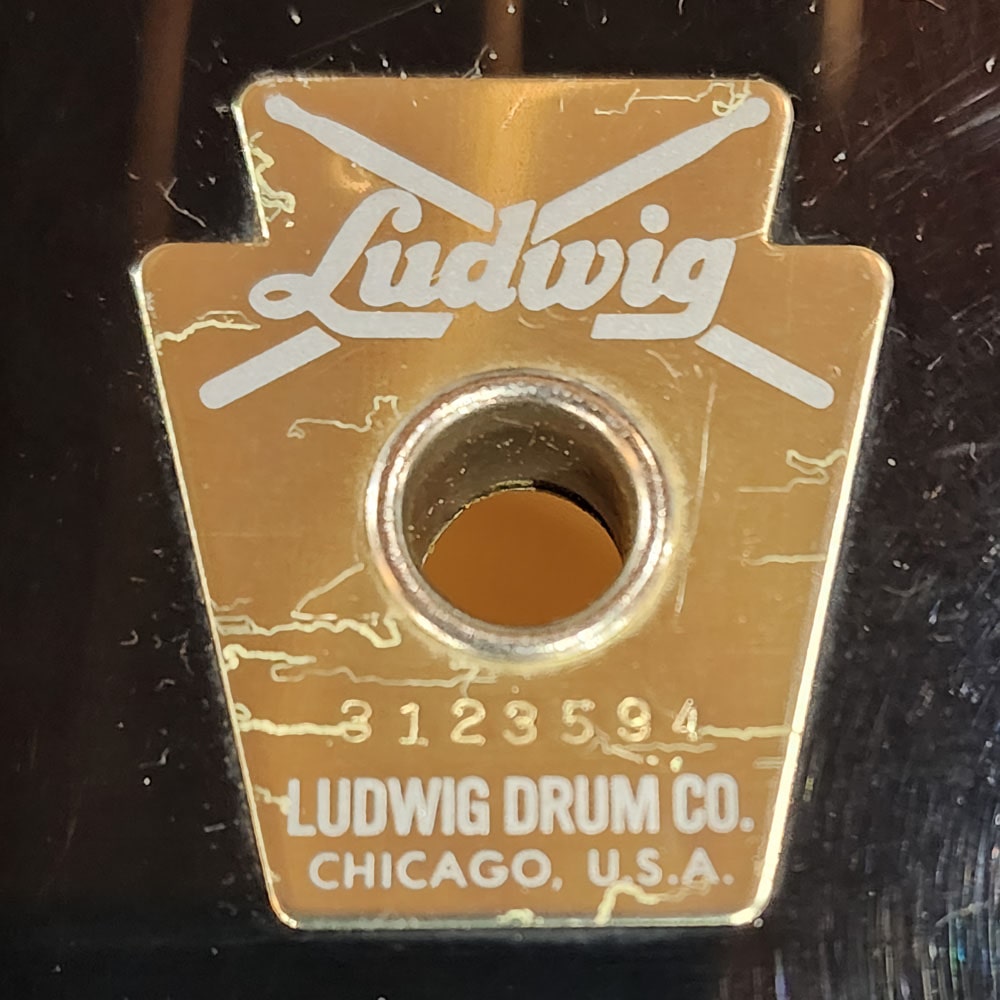 Ludwig
3123594
LUDWIG DRUM CO.
CHICAGO, U.S.A.